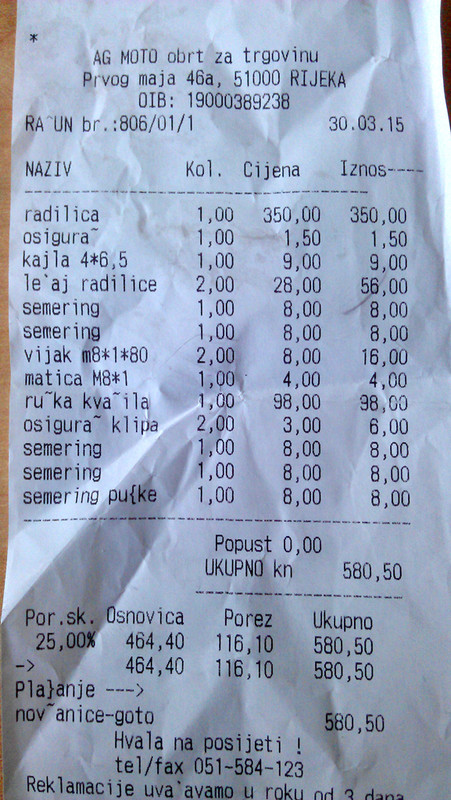 *
AG MOTO obrt za trgovinu
Prvog maja 46a, 51000 RIJEKA
OIB: 19000389238
RA~UN br.:806/01/1 30.03.15
NAZIV Kol. Cijena Iznos----
radilica 1,00 350,00 350,00
osigura~ 1,00 1,50 1,50
kajla 4*6,5 1,00 9,00 9,00
le`aj radilice 2,00 28,00 56,00
semering 1,00 8,00 8,00
semering 1,00 8,00 8,00
vijak m8*1*80 2,00 8,00 16,00
matica M8*1 1,00 4,00 4,00
ru~ka kva~ila 1,00 98,00 98,00
osigura~ klipa 2,00 3,00 6,00
semering 1,00 8,00 8,00
semering 1,00 8,00 8,00
semering pu{ke 1,00 8,00 8,00
Popust 0,00
UKUPNO kn 580,50
Por.sk. Osnovica Porez Ukupno
25,00% 464,40 116,10 580,50
-> 464,40 116,10 580,50
Pla}anje --->
nov~anice-goto 580,50
Hvala na posijeti !
tel/fax 051-584-123
Reklamacije uva`avamo u roku od 3 dana